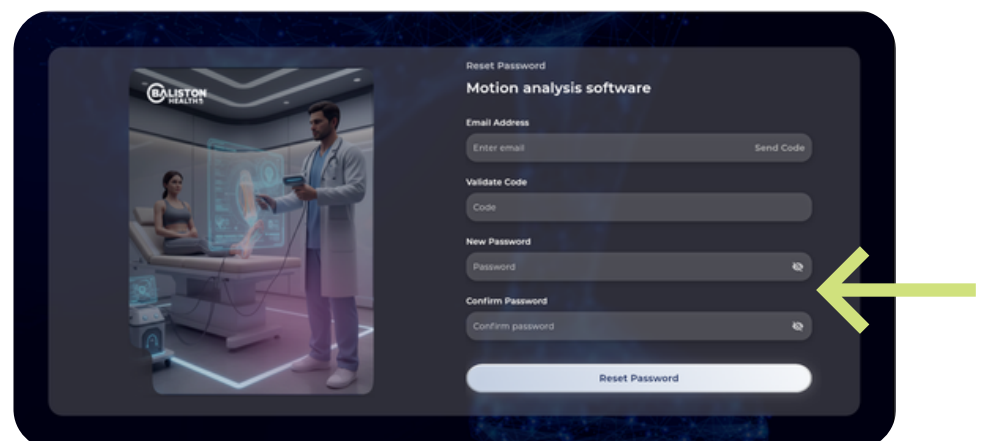 BALISTON
HEALTH
Reset Password
Motion analysis software
Email Address
Enter email
Send Code
Validate Code
Code
New Password
Password
Confirm Password
Confirm password
Reset Password